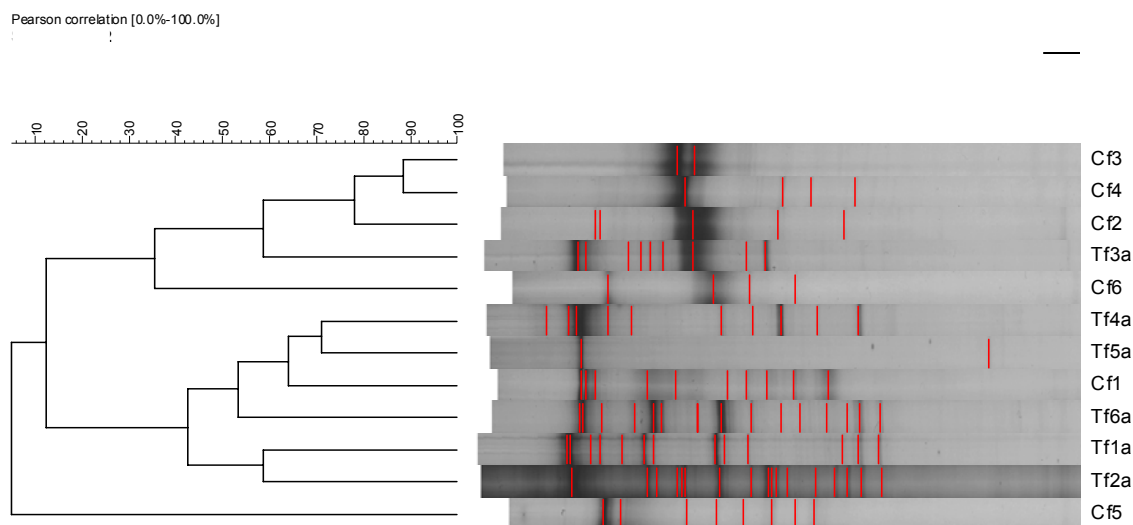 Pearson correlation [0.0%-100.0%]
10 20 30 40 50 60 70 80 90 100
Cf3
Cf4
Cf2
Tf3a
Cf6
Tf4a
Tf5a
Cf1
Tf6a
Tf1a
Tf2a
Cf5